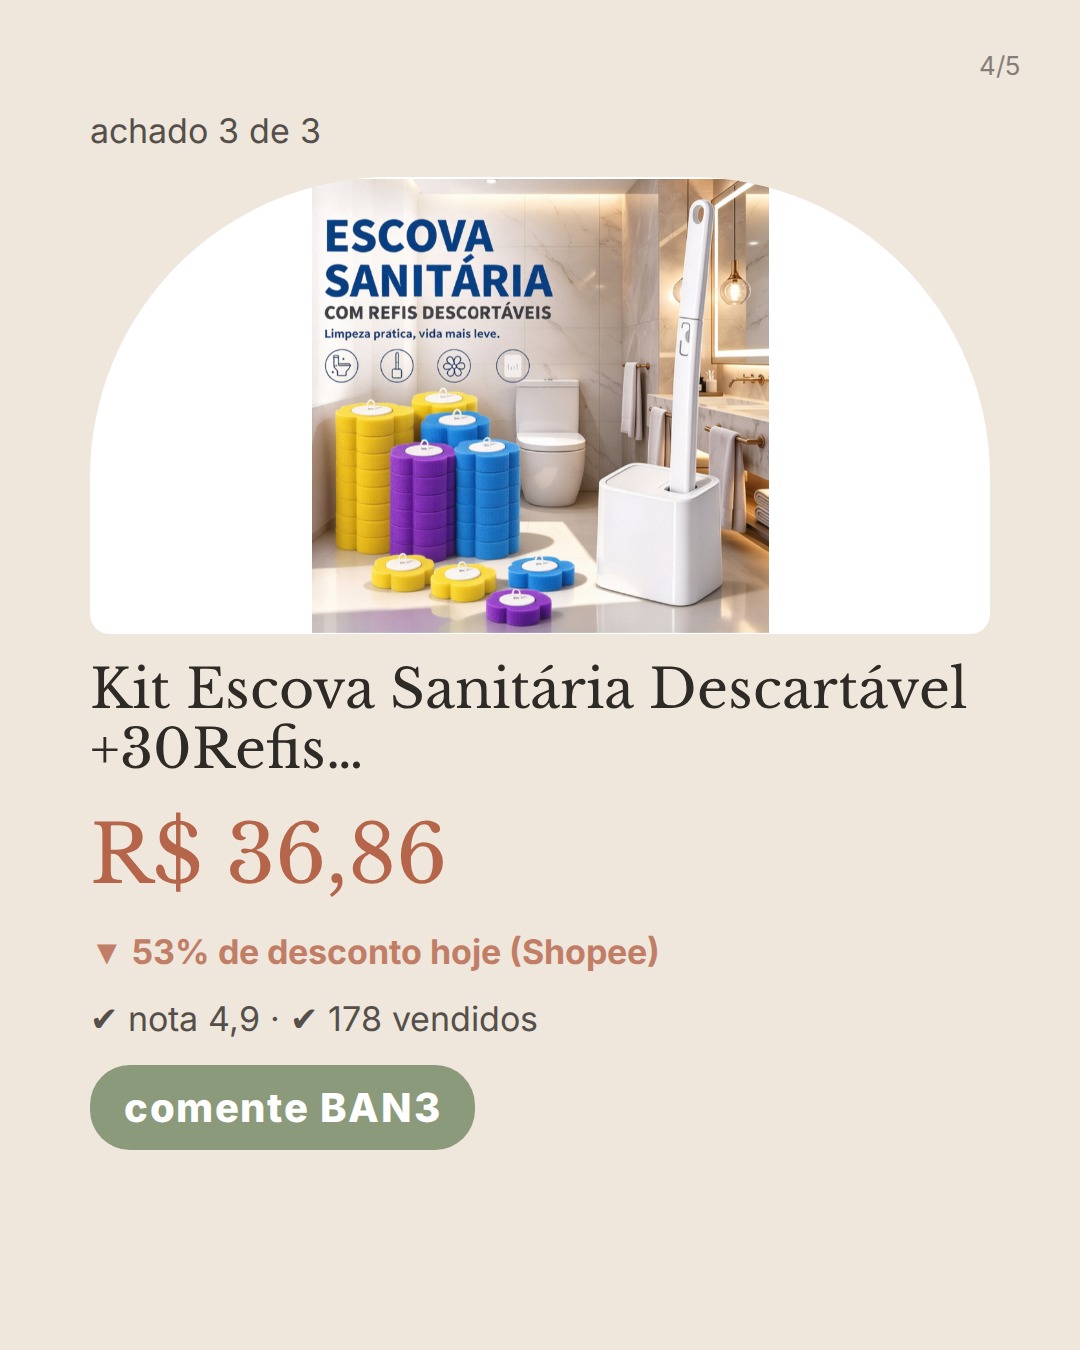 4/5
achado 3 de 3
ESCOVA
SANITÁRIA
COM REFIS DESCORTÁVEIS
Limpeza pratica, vida mais leve.
Kit Escova Sanitária Descartável
+30Refis...
R$ 36,86
▼ 53% de desconto hoje (Shopee)
✔ nota 4,9 · ✔ 178 vendidos
comente BAN3